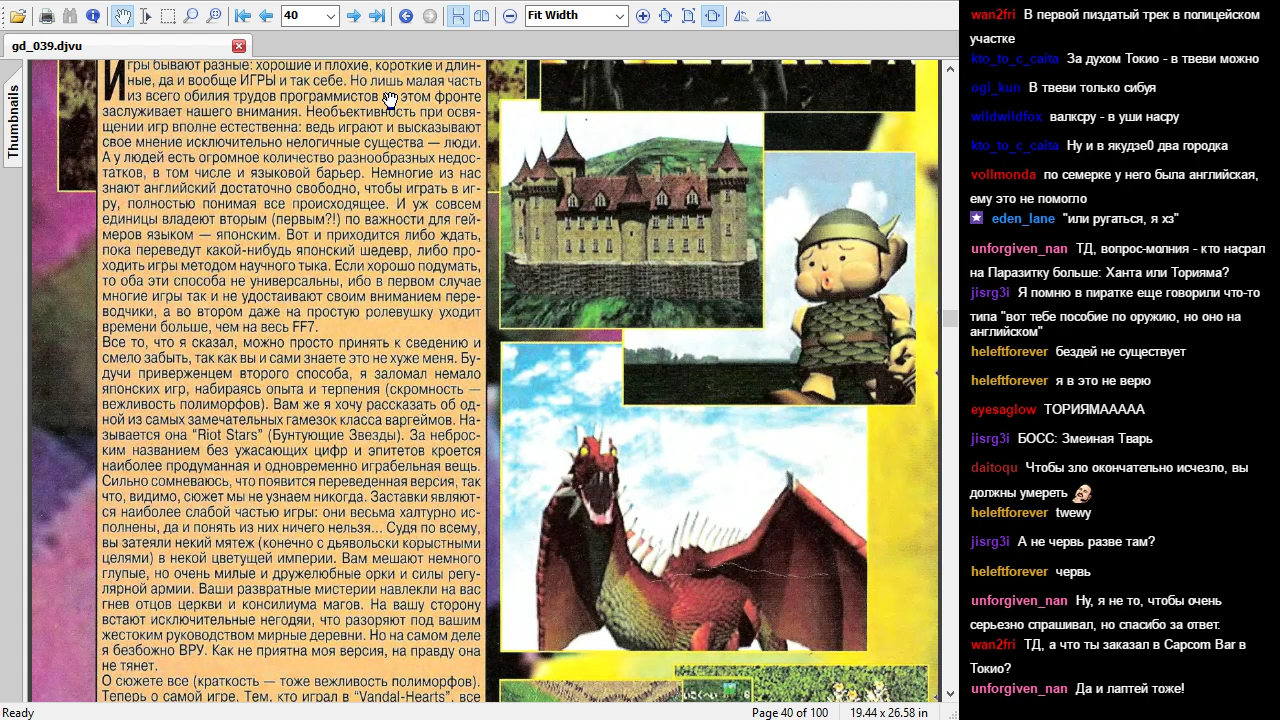 40
Fit Width
gd_039.djvu
Thumbnails
Игры бывают разные: хорошие и плохие, короткие и длин-
ные, да и вообще ИГРЫ и так себе. Но лишь малая часть
из всего обилия трудов программистов этом фронте
заслуживает нашего внимания. Необъективность при освя-
щении игр вполне естественна: ведь играют и высказывают
свое мнение исключительно нелогичные существа — люди.
А у людей есть огромное количество разнообразных недос-
татков, в том числе и языковой барьер. Немногие из нас
знают английский достаточно свободно, чтобы играть в иг-
ру, полностью понимая все происходящее. И уж совсем
единицы владеют вторым (первым?!) по важности для гей-
меров языком — японским. Вот и приходится либо ждать,
пока переведут какой-нибудь японский шедевр, либо про-
ходить игры методом научного тыка. Если хорошо подумать,
то оба эти способа не универсальны, ибо в первом случае
многие игры так и не удостаивают своим вниманием пере-
водчики, а во втором даже на простую ролевушку уходит
времени больше, чем на весь FF7.
Все то, что я сказал, можно просто принять к сведению и
смело забыть, так как вы и сами знаете это не хуже меня. Бу-
дучи приверженцем второго способа, я заломал немало
японских игр, набираясь опыта и терпения (скромность —
вежливость полиморфов). Вам же я хочу рассказать об од-
ной из самых замечательных гамезок класса варгеймов. На-
зывается она "Riot Stars" (Бунтующие Звезды). За неброс-
ким названием без ужасающих цифр и эпитетов кроется
наиболее продуманная и одновременно играбельная вещь.
Сильно сомневаюсь, что появится переведенная версия, так
что, видимо, сюжет мы не узнаем никогда. Заставки являют-
ся наиболее слабой частью игры: они весьма халтурно ис-
полнены, да и понять из них ничего нельзя... Судя по всему,
вы затеяли некий мятеж (конечно с дьявольски корыстными
целями) в некой цветущей империи. Вам мешают немного
глупые, но очень милые и дружелюбные орки и силы регу-
лярной армии. Ваши развратные мистерии навлекли на вас
гнев отцов церкви и консилиума магов. На вашу сторону
встают исключительные негодяи, что разоряют под вашим
жестоким руководством мирные деревни. Но на самом деле
я безбожно ВРУ. Как не приятна моя версия, на правду она
не тянет.
О сюжете все (краткость — тоже вежливость полиморфов).
Теперь о самой игре. Тем, кто играл в "Vandal-Hearts", все
Ready
Page 40 of 100
19.44 x 26.58 in
wan2fri В первой пиздатый трек в полицейском
участке
kto_to_c_caita За духом Токио - в твеви можно
ogi_kun В твеви только сибуя
wildwildfox валксру - в уши насру
kto_to_c_caita Ну и в якудзе0 два городка
vollmonda по семерке у него была английская,
ему это не помогло
eden_lane "или ругаться, я хз"
unforgiven_nan ТД, вопрос-молния - кто насрал
на Паразитку больше: Ханта или Торияма?
jisrg3i Я помню в пиратке еще говорили что-то
типа "вот тебе пособие по оружию, но оно на
английском"
heleftforever бездей не существует
heleftforever я в это не верю
eyesaglow ТОРИЯМААААА
jisrg3i БОСС: Змеиная Тварь
daitoqu Чтобы зло окончательно исчезло, вы
должны умереть
heleftforever twewy
jisrg3i А не червь разве там?
heleftforever червь
unforgiven_nan Ну, я не то, чтобы очень
серьезно спрашивал, но спасибо за ответ.
wan2fri ТД, а что ты заказал в Capcom Bar в
Токио?
unforgiven_nan Да и лаптей тоже!